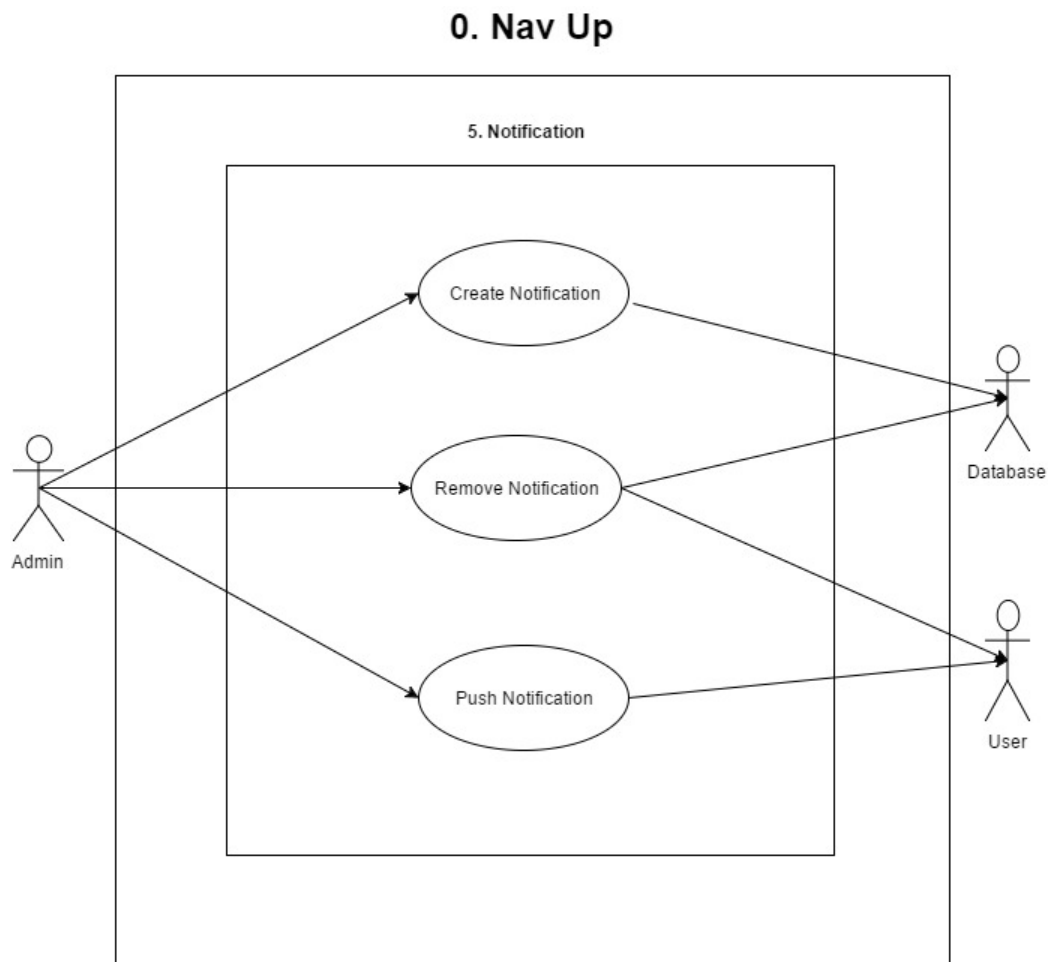 0. Nav Up
5. Notification
Create Notification
Database
Remove Notification
Admin
User
Push Notification